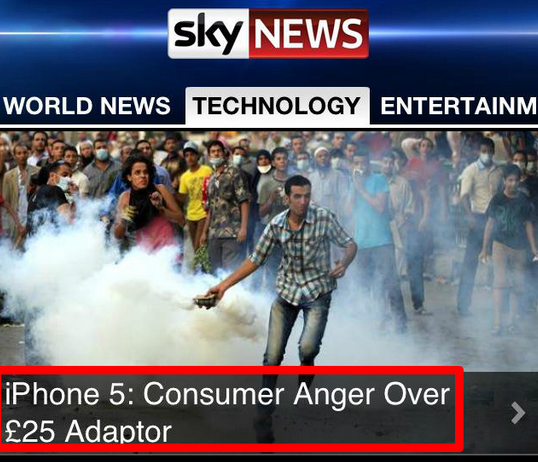 sky NEWS
WORLD NEWS TECHNOLOGY ENTERTAINM
iPhone 5: Consumer Anger Over
£25 Adaptor